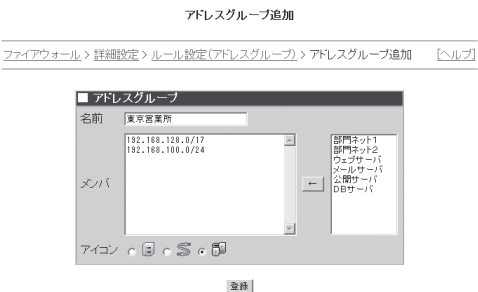 アドレスグループ追加
ファイアウォール > 詳細設定 > ルール設定(アドレスグループ) > アドレスグループ追加 [ヘルプ]
■ アドレスグループ
名前 東京営業所
メンバ
192.168.128.0/17
192.168.100.0/24
←
部門ネット1
部門ネット2
ウェブサーバ
メールサーバ
公開サーバ
DBサーバ
アイコン
登録